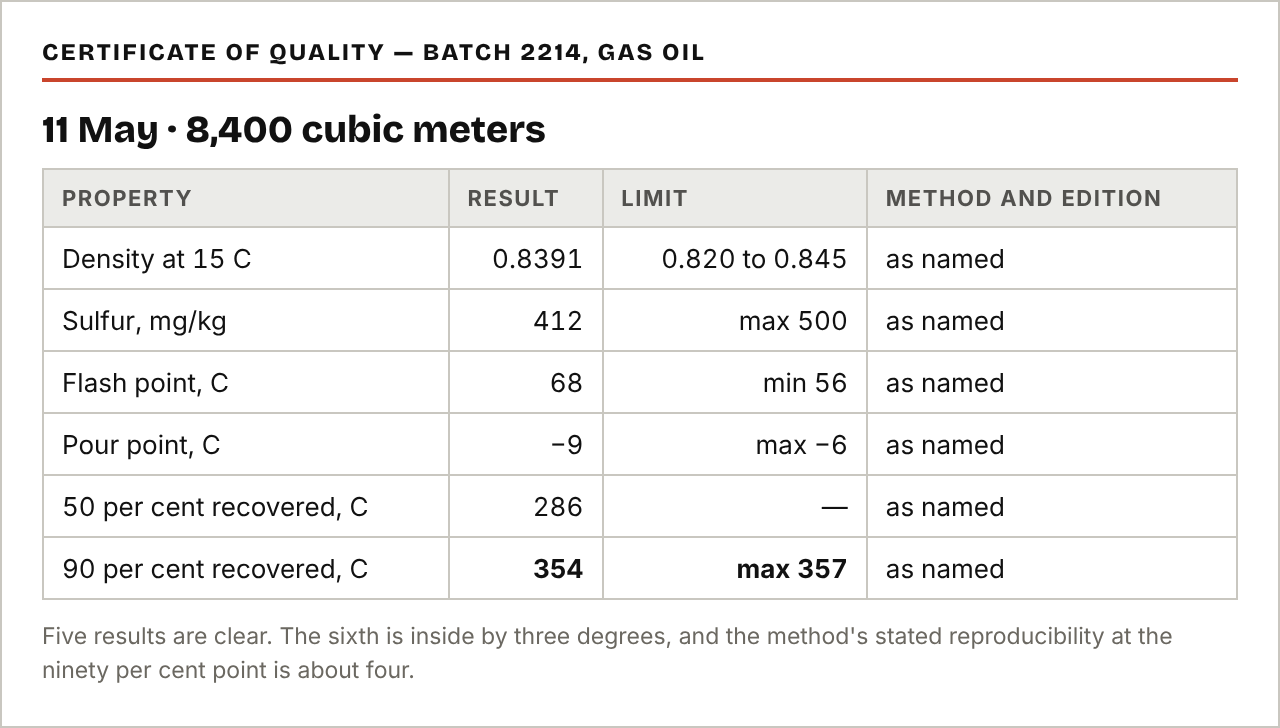 CERTIFICATE OF QUALITY — BATCH 2214, GAS OIL
11 May · 8,400 cubic meters
PROPERTY RESULT LIMIT METHOD AND EDITION
Density at 15 C 0.8391 0.820 to 0.845 as named
Sulfur, mg/kg 412 max 500 as named
Flash point, C 68 min 56 as named
Pour point, C −9 max −6 as named
50 per cent recovered, C 286 — as named
90 per cent recovered, C 354 max 357 as named
Five results are clear. The sixth is inside by three degrees, and the method's stated reproducibility at the
ninety per cent point is about four.